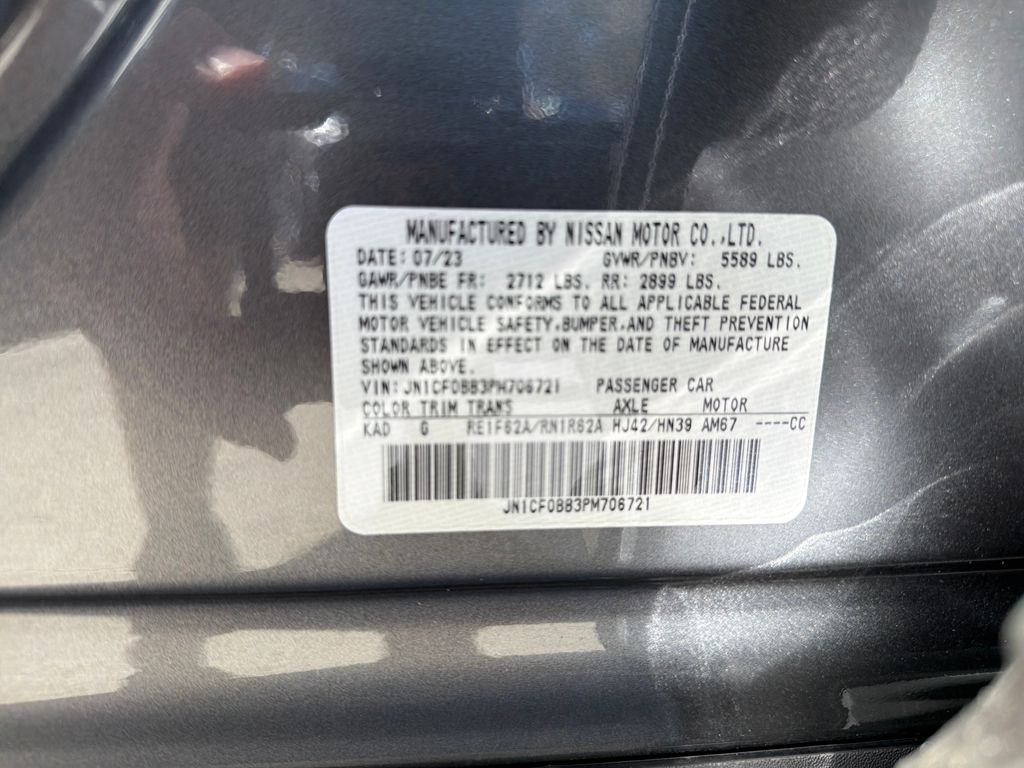 MANUFACTURED BY NISSAN MOTOR CO.,LTD.
DATE: 07/23 GVWR/PNBV: 5589 LBS.
GAWR/PNBE FR: 2712 LBS. RR: 2899 LBS.
THIS VEHICLE CONFORMS TO ALL APPLICABLE FEDERAL
MOTOR VEHICLE SAFETY,BUMPER,AND THEFT PREVENTION
STANDARDS IN EFFECT ON THE DATE OF MANUFACTURE
SHOWN ABOVE.
VIN: JN1CF0BB3PM706721 PASSENGER CAR
COLOR TRIM TRANS AXLE MOTOR
KAD G RE1F62A/RN1R62A HJ42/HN39 AM67 ----CC
JN1CF0BB3PM706721